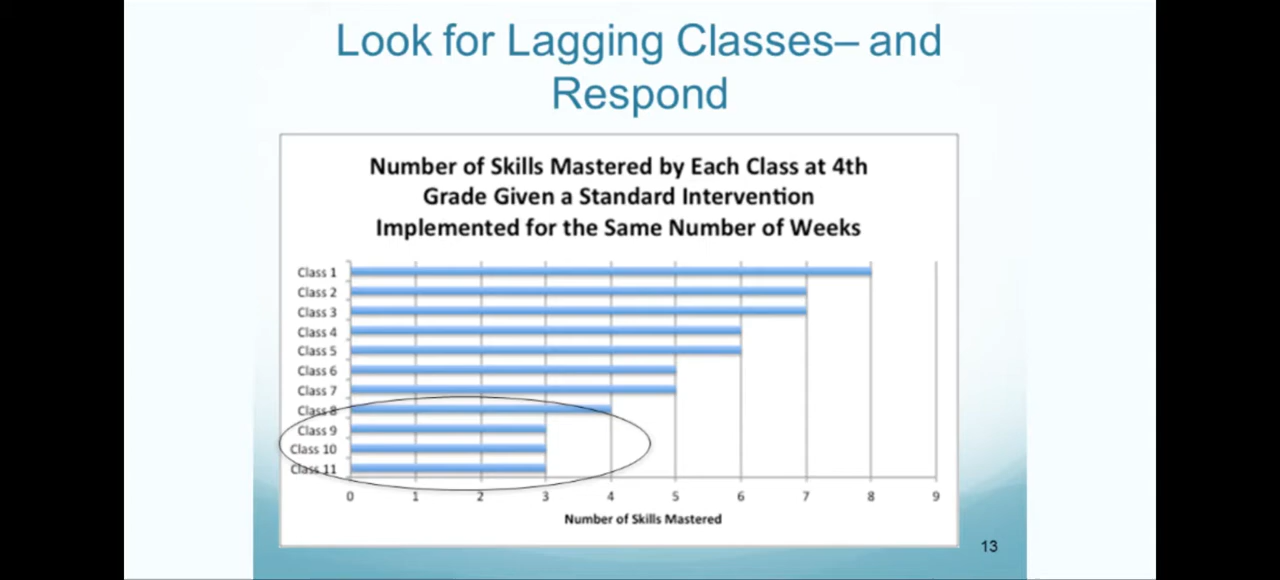 Look for Lagging Classes– and
Respond
Number of Skills Mastered by Each Class at 4th
Grade Given a Standard Intervention
Implemented for the Same Number of Weeks
Class 1
Class 2
Class 3
Class 4
Class 5
Class 6
Class 7
Class 8
Class 9
Class 10
Class 11
0 1 2 3 4 5 6 7 8 9
Number of Skills Mastered
13